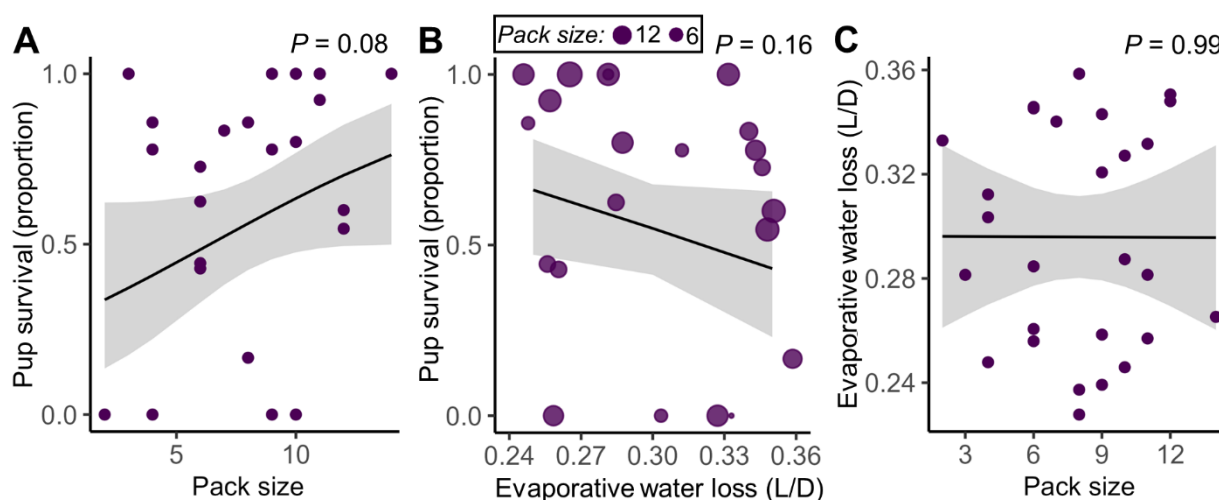 A
P = 0.08
Pup survival (proportion)
1.0
0.5
0.0
5
10
Pack size
B
Pack size: 12 6
P = 0.16
Pup survival (proportion)
1.0
0.5
0.0
0.24
0.27
0.30
0.33
0.36
Evaporative water loss (L/D)
C
P = 0.99
Evaporative water loss (L/D)
0.36
0.32
0.28
0.24
3
6
9
12
Pack size